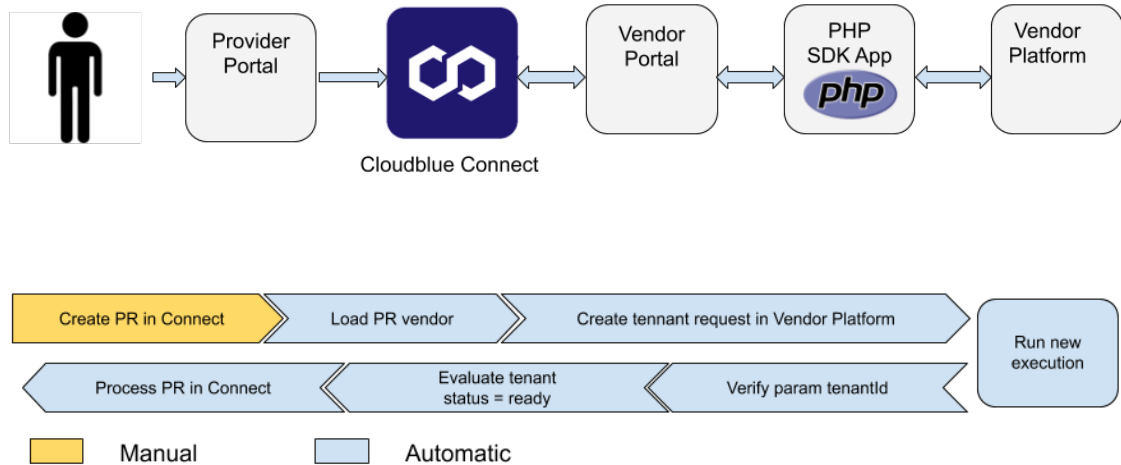 Provider
Portal
Vendor
Portal
PHP
SDK App
php
Vendor
Platform
Cloudblue Connect
Create PR in Connect
Load PR vendor
Create tennant request in Vendor Platform
Run new
execution
Process PR in Connect
Evaluate tenant
status = ready
Verify param tenantId
Manual
Automatic